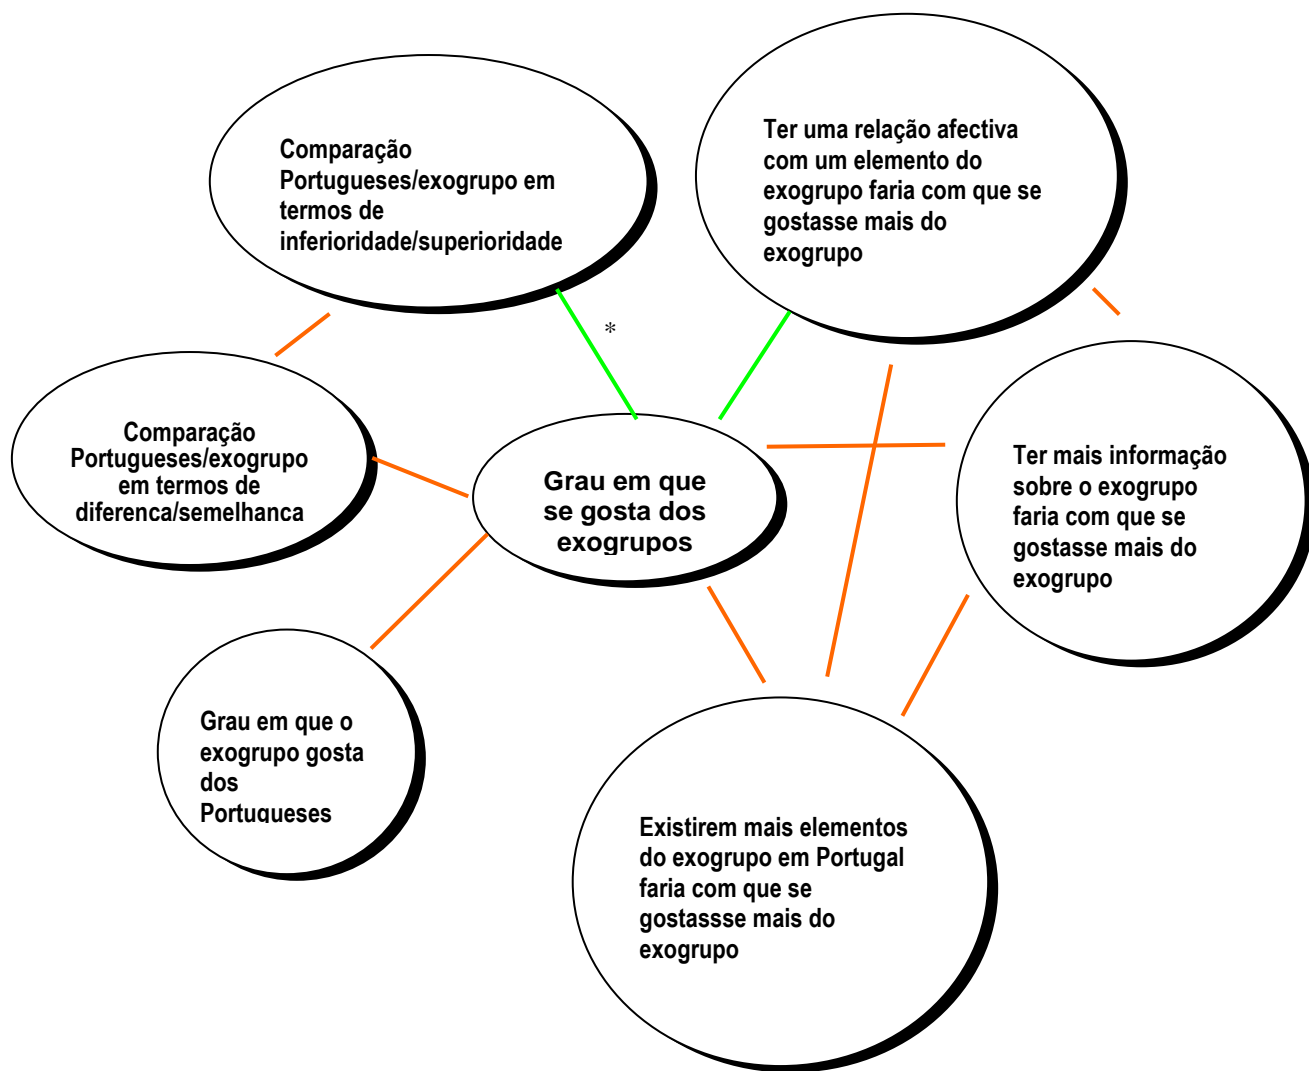 Comparação
Portugueses/exogrupo em
termos de
inferioridade/superioridade
Ter uma relação afectiva
com um elemento do
exogrupo faria com que se
gostasse mais do
exogrupo
*
Comparação
Portugueses/exogrupo
em termos de
diferenca/semelhanca
Grau em que
se gosta dos
exogrupos
Ter mais informação
sobre o exogrupo
faria com que se
gostasse mais do
exogrupo
Grau em que o
exogrupo gosta
dos
Portugueses
Existirem mais elementos
do exogrupo em Portugal
faria com que se
gostassse mais do
exogrupo